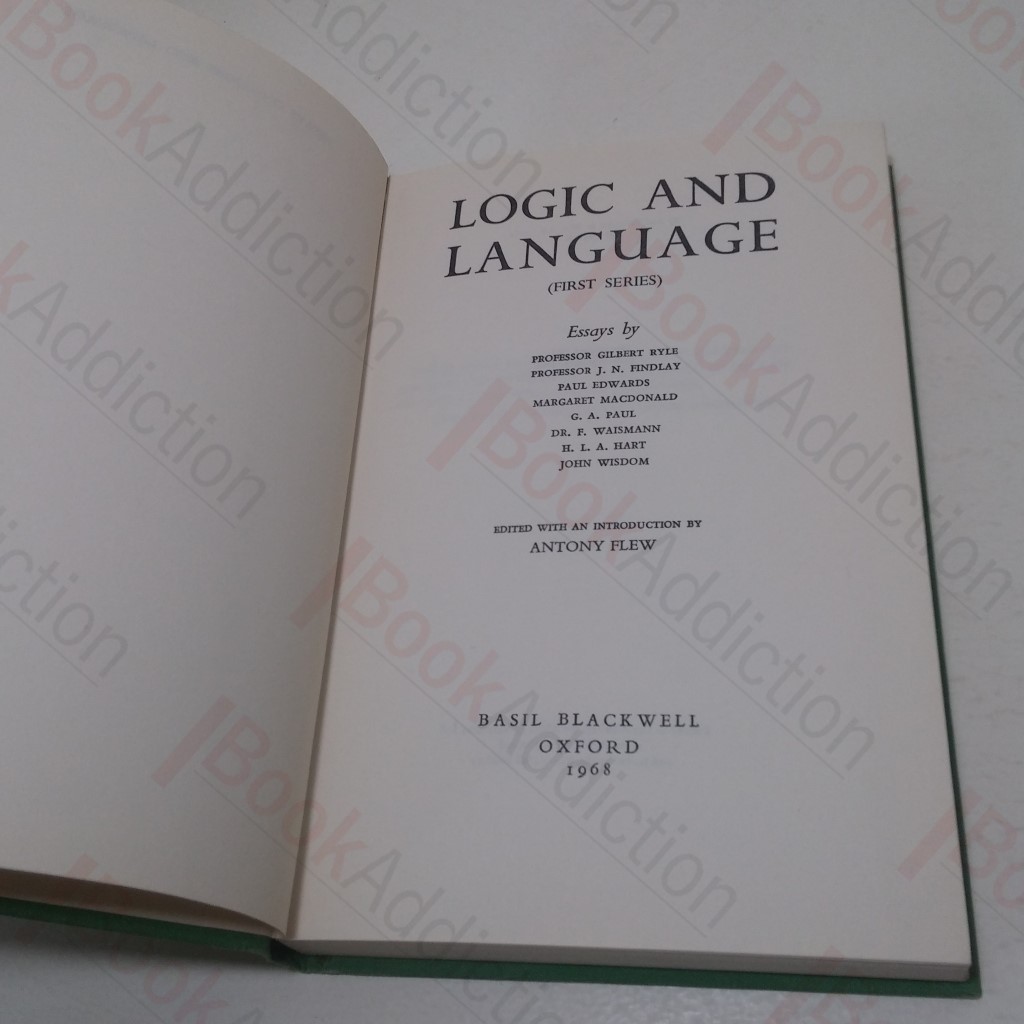 LOGIC AND
LANGUAGE
(FIRST SERIES)
Essays by
PROFESSOR GILBERT RYLE
PROFESSOR J. N. FINDLAY
PAUL EDWARDS
MARGARET MACDONALD
G. A. PAUL
DR. F. WAISMANN
H. L. A. HART
JOHN WISDOM
EDITED WITH AN INTRODUCTION BY
ANTONY FLEW
BASIL BLACKWELL
OXFORD
1968
BookAddiction